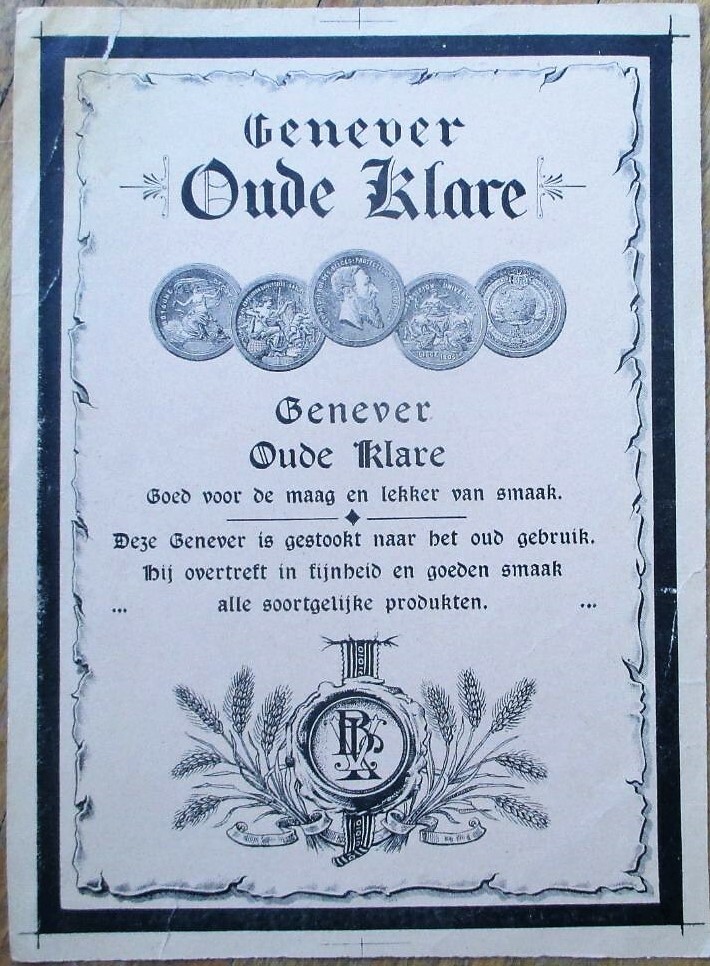 Genever
Oude Klare
Genever
Oude Klare
Goed voor de maag en lekker van smaak.
Deze Genever is gestookt naar het oud gebruik.
Hij overtreft in fijnheid en goeden smaak
... alle soortgelijke produkten. ...